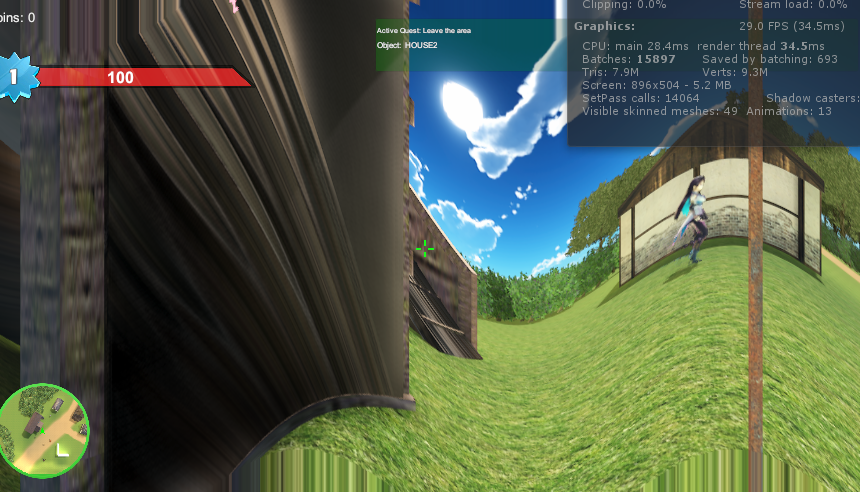 oins: 0
1
100
Active Quest: Leave the area
Object: HOUSE2
Clipping: 0.0% Stream load: 0.0%
Graphics: 29.0 FPS (34.5ms)
CPU: main 28.4ms render thread 34.5ms
Batches: 15897 Saved by batching: 693
Tris: 7.9M Verts: 9.3M
Screen: 896x504 - 5.2 MB
SetPass calls: 14064 Shadow casters:
Visible skinned meshes: 49 Animations: 13